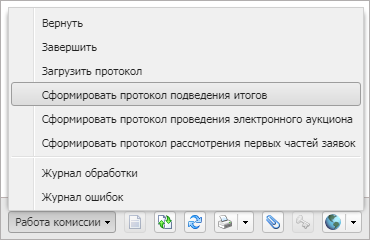 Вернуть
Завершить
Загрузить протокол
Сформировать протокол подведения итогов
Сформировать протокол проведения электронного аукциона
Сформировать протокол рассмотрения первых частей заявок
Журнал обработки
Журнал ошибок
Работа комиссии